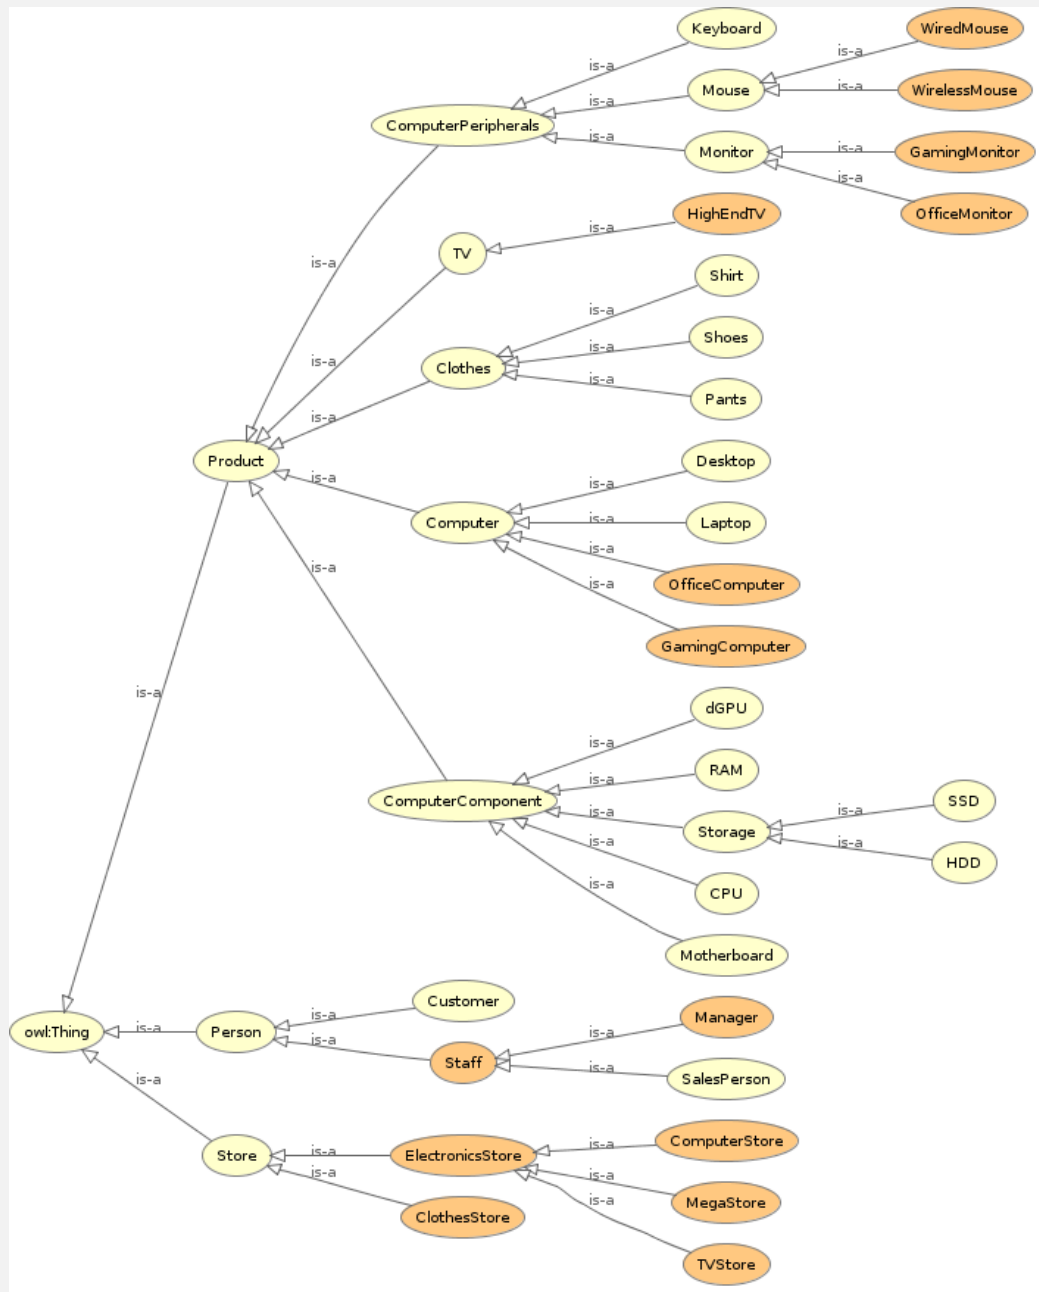 Keyboard
WiredMouse
is-a
is-a
Mouse
WirelessMouse
is-a
is-a
ComputerPeripherals
is-a
Monitor
is-a
GamingMonitor
is-a
OfficeMonitor
HighEndTV
is-a
TV
is-a
Shirt
is-a
Shoes
is-a
is-a
Clothes
is-a
Pants
is-a
is-a
Product
is-a
Desktop
is-a
Computer
is-a
Laptop
is-a
OfficeComputer
is-a
is-a
GamingComputer
is-a
dGPU
is-a
RAM
is-a
ComputerComponent
SSD
is-a
is-a
Storage
is-a
HDD
is-a
CPU
is-a
Motherboard
Customer
is-a
Manager
is-a
owl:Thing
is-a
Person
is-a
Staff
is-a
SalesPerson
is-a
ComputerStore
is-a
Store
is-a
ElectronicsStore
is-a
is-a
MegaStore
is-a
ClothesStore
is-a
TVStore